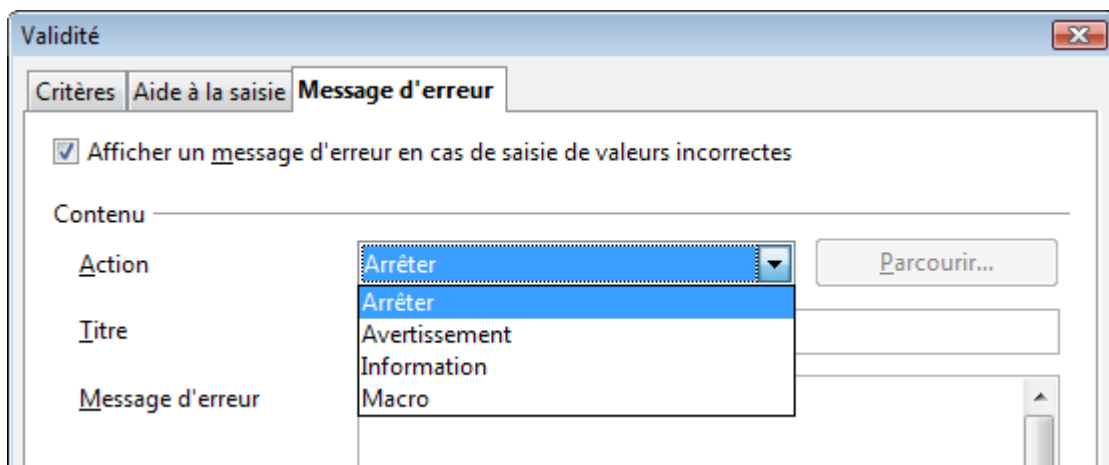 Validité
Critères Aide à la saisie Message d'erreur
Afficher un message d'erreur en cas de saisie de valeurs incorrectes
Contenu
Action Arrêter Parcourir...
Arrêter
Titre Avertissement
Information
Message d'erreur Macro